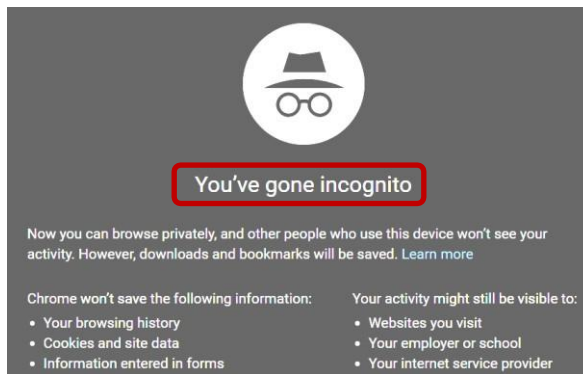 You've gone incognito
Now you can browse privately, and other people who use this device won't see your
activity. However, downloads and bookmarks will be saved. Learn more
Chrome won't save the following information:
• Your browsing history
• Cookies and site data
• Information entered in forms
Your activity might still be visible to:
• Websites you visit
• Your employer or school
• Your internet service provider